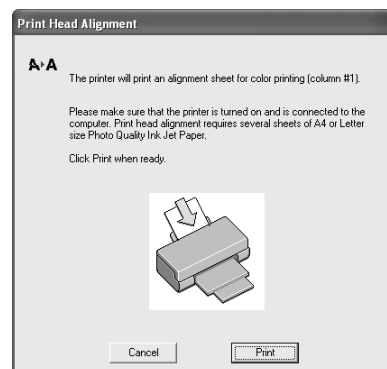 Print Head Alignment
A▸A
The printer will print an alignment sheet for color printing (column #1).
Please make sure that the printer is turned on and is connected to the
computer. Print head alignment requires several sheets of A4 or Letter
size Photo Quality Ink Jet Paper.
Click Print when ready.
Cancel
Print